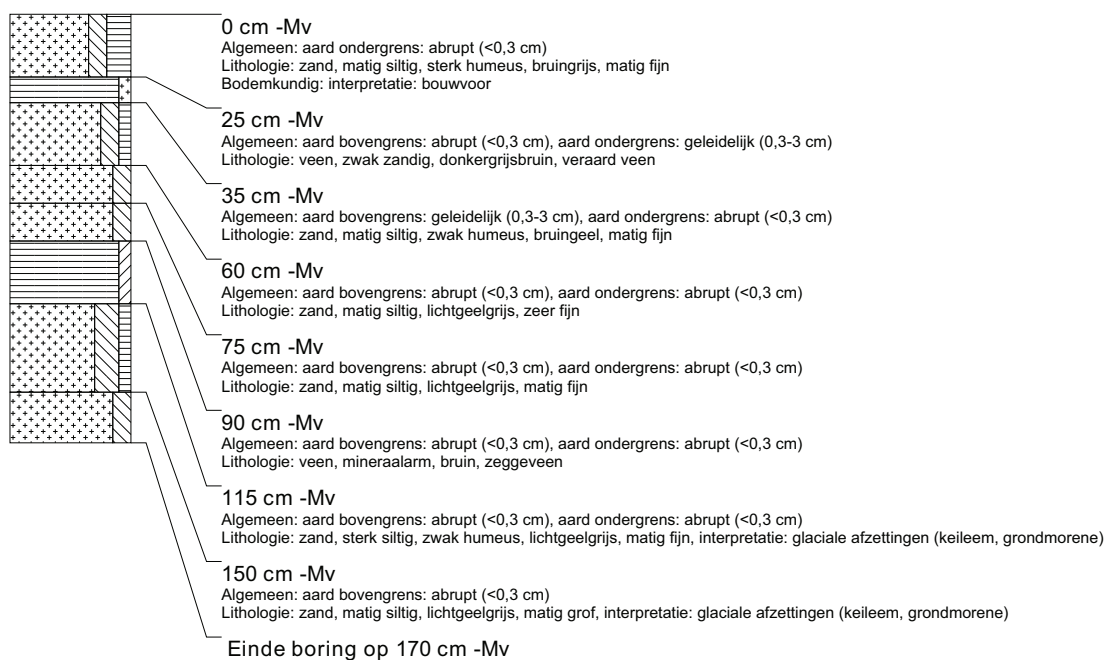 0 cm -Mv
Algemeen: aard ondergrens: abrupt (<0,3 cm)
Lithologie: zand, matig siltig, sterk humeus, bruingrijs, matig fijn
Bodemkundig: interpretatie: bouwvoor
25 cm -Mv
Algemeen: aard bovengrens: abrupt (<0,3 cm), aard ondergrens: geleidelijk (0,3-3 cm)
Lithologie: veen, zwak zandig, donkergrijsbruin, veraard veen
35 cm -Mv
Algemeen: aard bovengrens: geleidelijk (0,3-3 cm), aard ondergrens: abrupt (<0,3 cm)
Lithologie: zand, matig siltig, zwak humeus, bruingeel, matig fijn
60 cm -Mv
Algemeen: aard bovengrens: abrupt (<0,3 cm), aard ondergrens: abrupt (<0,3 cm)
Lithologie: zand, matig siltig, lichtgeelgrijs, zeer fijn
75 cm -Mv
Algemeen: aard bovengrens: abrupt (<0,3 cm), aard ondergrens: abrupt (<0,3 cm)
Lithologie: zand, matig siltig, lichtgeelgrijs, matig fijn
90 cm -Mv
Algemeen: aard bovengrens: abrupt (<0,3 cm), aard ondergrens: abrupt (<0,3 cm)
Lithologie: veen, mineraalarm, bruin, zeggeveen
115 cm -Mv
Algemeen: aard bovengrens: abrupt (<0,3 cm), aard ondergrens: abrupt (<0,3 cm)
Lithologie: zand, sterk siltig, zwak humeus, lichtgeelgrijs, matig fijn, interpretatie: glaciale afzettingen (keileem, grondmorene)
150 cm -Mv
Algemeen: aard bovengrens: abrupt (<0,3 cm)
Lithologie: zand, matig siltig, lichtgeelgrijs, matig grof, interpretatie: glaciale afzettingen (keileem, grondmorene)
Einde boring op 170 cm -Mv